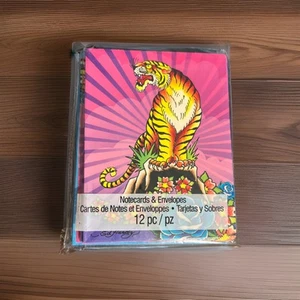 Notecards & Envelopes
Cartes de Notes et Enveloppes • Tarjetas y Sobres
12 pc / pz